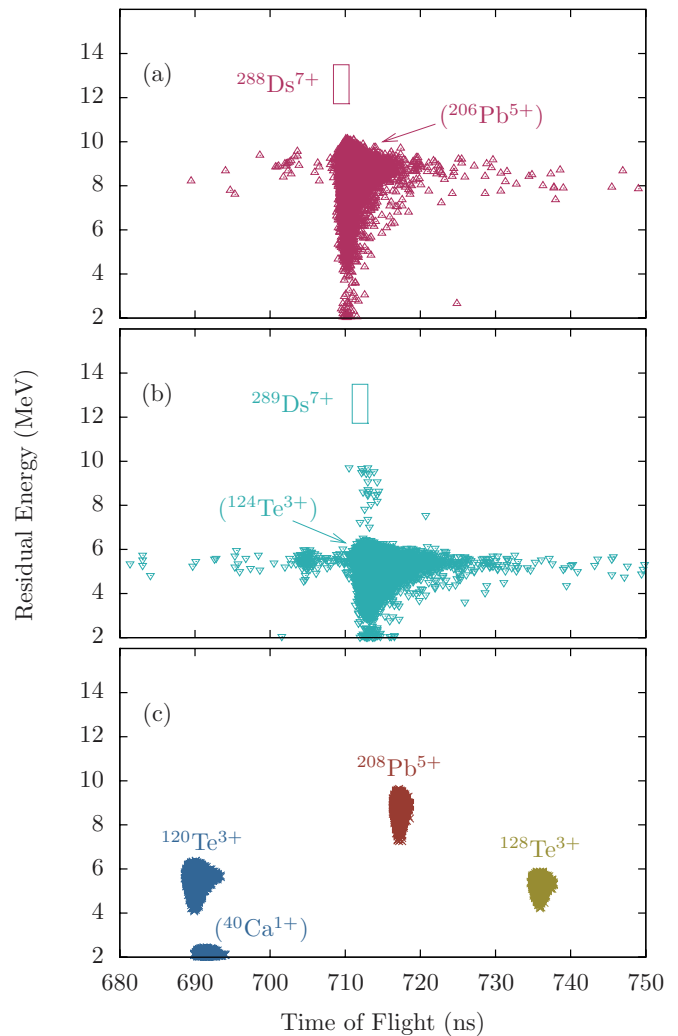 16
14
12
10
8
6
4
2
(a)
²⁸⁸Ds⁷⁺
(²⁰⁶Pb⁵⁺)
14
12
10
8
6
4
2
(b)
²⁸⁹Ds⁷⁺
(¹²⁴Te³⁺)
Residual Energy (MeV)
14
12
10
8
6
4
2
(c)
²⁰⁸Pb⁵⁺
¹²⁰Te³⁺
¹²⁸Te³⁺
(⁴⁰Ca¹⁺)
680 690 700 710 720 730 740 750
Time of Flight (ns)